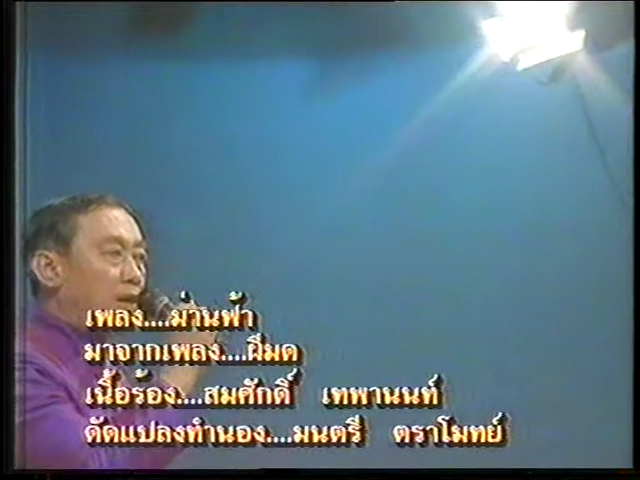 เพลง....ม่านฟ้า
มาจากเพลง....ผีมด
เนื้อร้อง....สมศักดิ์ เทพานนท์
ดัดแปลงทำนอง....มนตรี ตราโมทย์